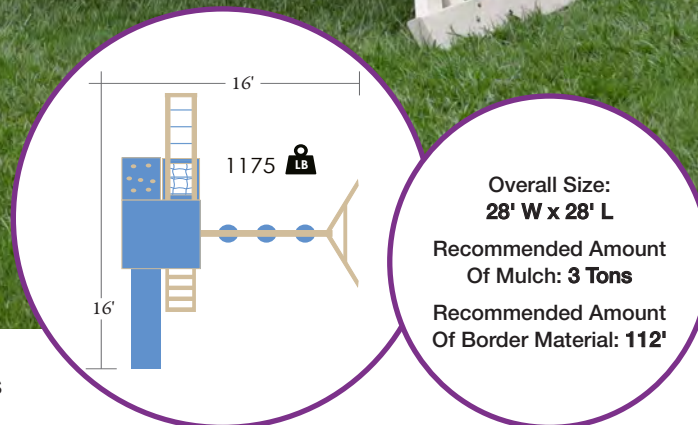 16'
1175 LB
16'
Overall Size:
28' W x 28' L
Recommended Amount
Of Mulch: 3 Tons
Recommended Amount
Of Border Material: 112'
s